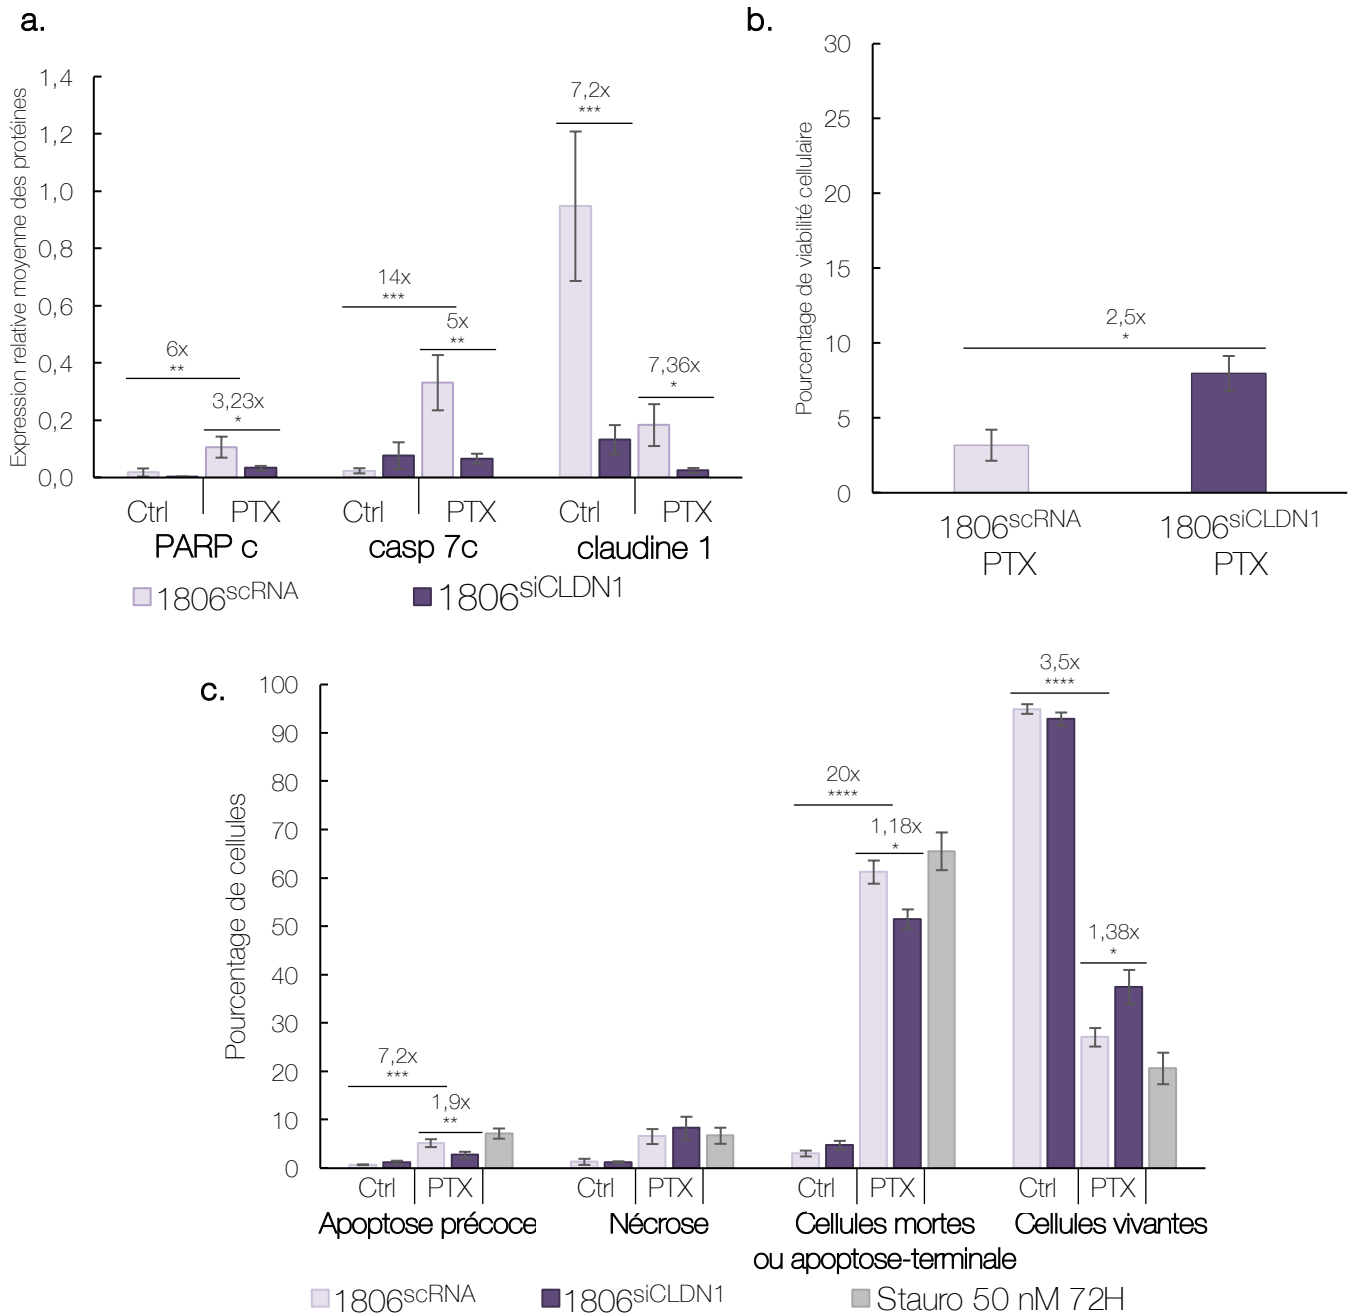 a.
Expression relative moyenne des protéines
1,4
1,2
1,0
0,8
0,6
0,4
0,2
0,0
6x
**
3,23x
*
14x
***
5x
**
7,2x
***
7,36x
*
Ctrl PTX Ctrl PTX Ctrl PTX
PARP c casp 7c claudine 1
1806scRNA 1806siCLDN1
b.
Pourcentage de viabilité cellulaire
30
25
20
15
10
5
0
2,5x
*
1806scRNA 1806siCLDN1
PTX PTX
c.
Pourcentage de cellules
100
90
80
70
60
50
40
30
20
10
0
7,2x
***
1,9x
**
20x
****
1,18x
*
3,5x
****
1,38x
*
Ctrl PTX Ctrl PTX Ctrl PTX Ctrl PTX
Apoptose précoce Nécrose Cellules mortes Cellules vivantes
ou apoptose-terminale
1806scRNA 1806siCLDN1 Stauro 50 nM 72H